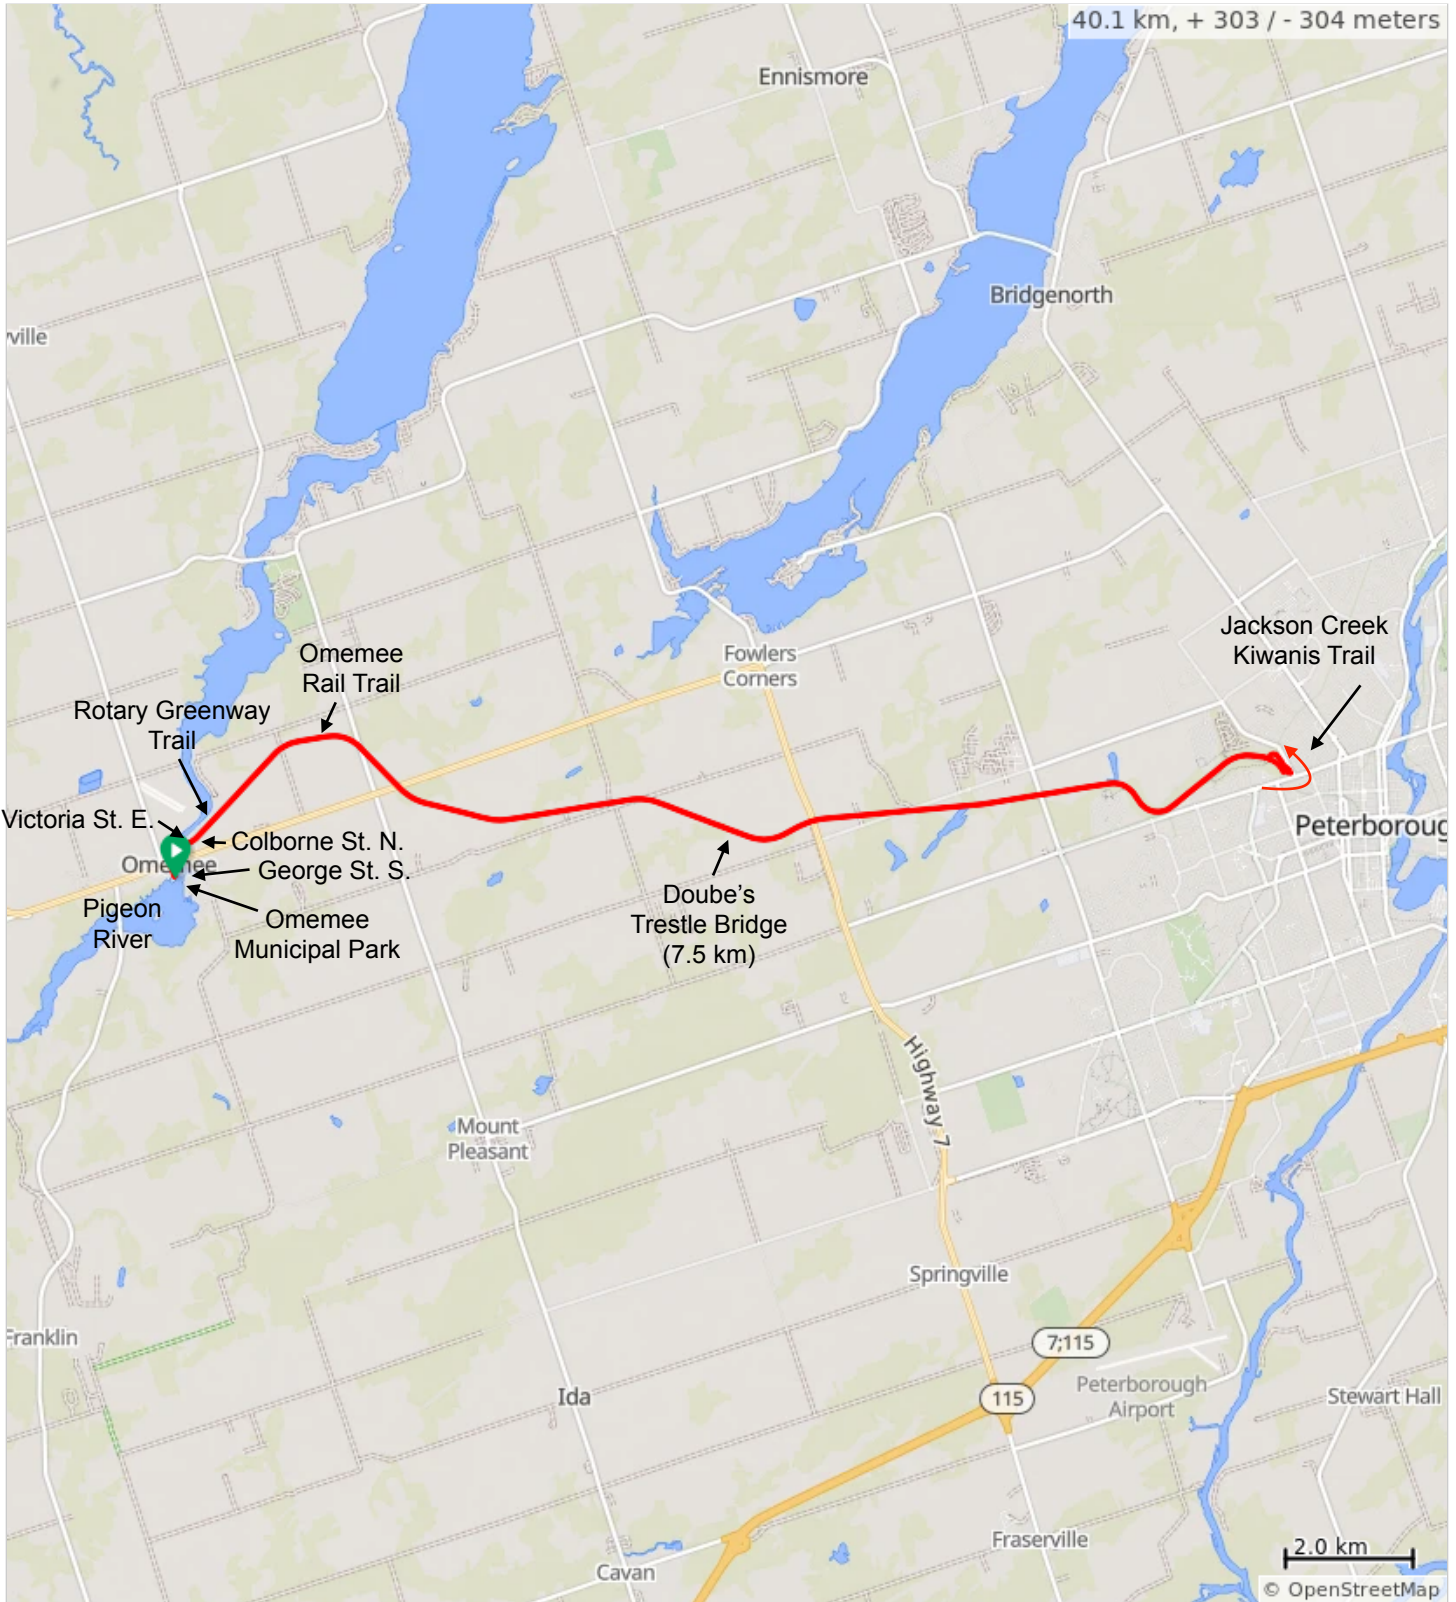 40.1 km, + 303 / - 304 meters
Ennismore
Bridgenorth
yville
Jackson Creek
Kiwanis Trail
Omemee
Rail Trail
Fowlers
Corners
Rotary Greenway
Trail
Victoria St. E.
Colborne St. N.
Omemee
George St. S.
Peterboroug
Pigeon
River
Omemee
Municipal Park
Doube's
Trestle Bridge
(7.5 km)
Highway 7
Mount
Pleasant
Springville
Franklin
7;115
115
Peterborough
Airport
Ida
Stewart Hall
Fraserville
Cavan
2.0 km
© OpenStreetMap